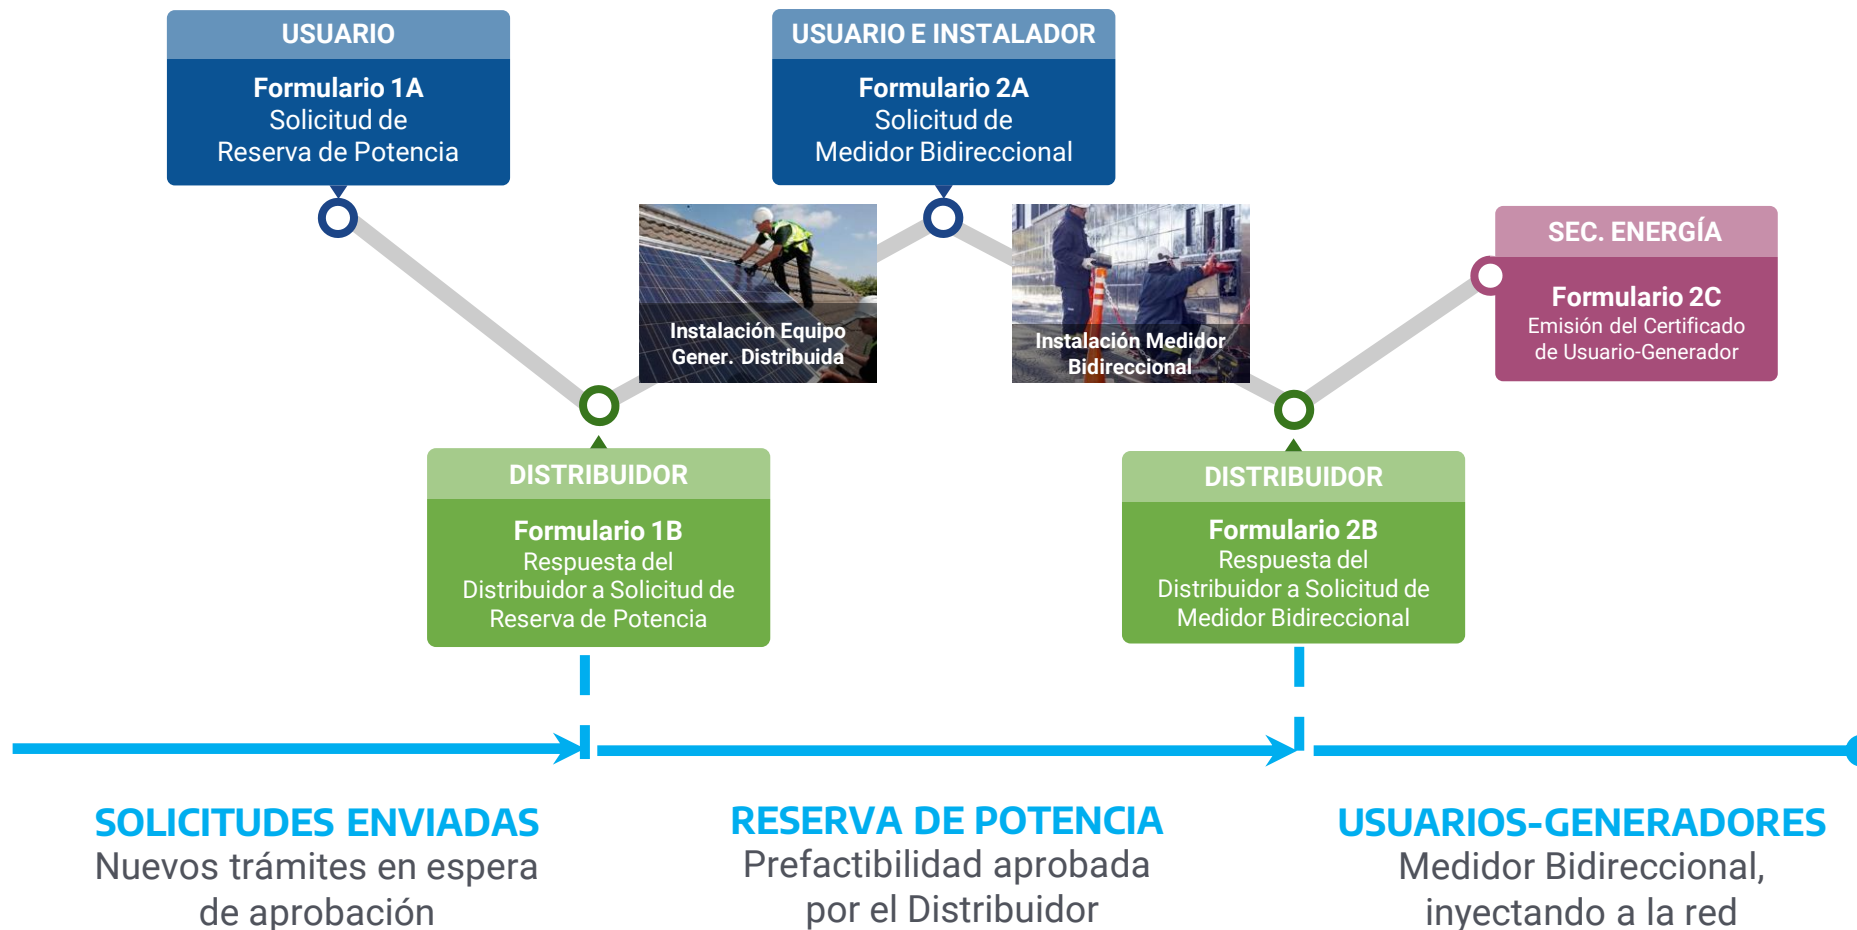 USUARIO
Formulario 1A
Solicitud de
Reserva de Potencia
USUARIO E INSTALADOR
Formulario 2A
Solicitud de
Medidor Bidireccional
Instalación Equipo
Gener. Distribuida
Instalación Medidor
Bidireccional
SEC. ENERGÍA
Formulario 2C
Emisión del Certificado
de Usuario-Generador
DISTRIBUIDOR
Formulario 1B
Respuesta del
Distribuidor a Solicitud de
Reserva de Potencia
DISTRIBUIDOR
Formulario 2B
Respuesta del
Distribuidor a Solicitud de
Medidor Bidireccional
SOLICITUDES ENVIADAS
Nuevos trámites en espera
de aprobación
RESERVA DE POTENCIA
Prefactibilidad aprobada
por el Distribuidor
USUARIOS-GENERADORES
Medidor Bidireccional,
inyectando a la red